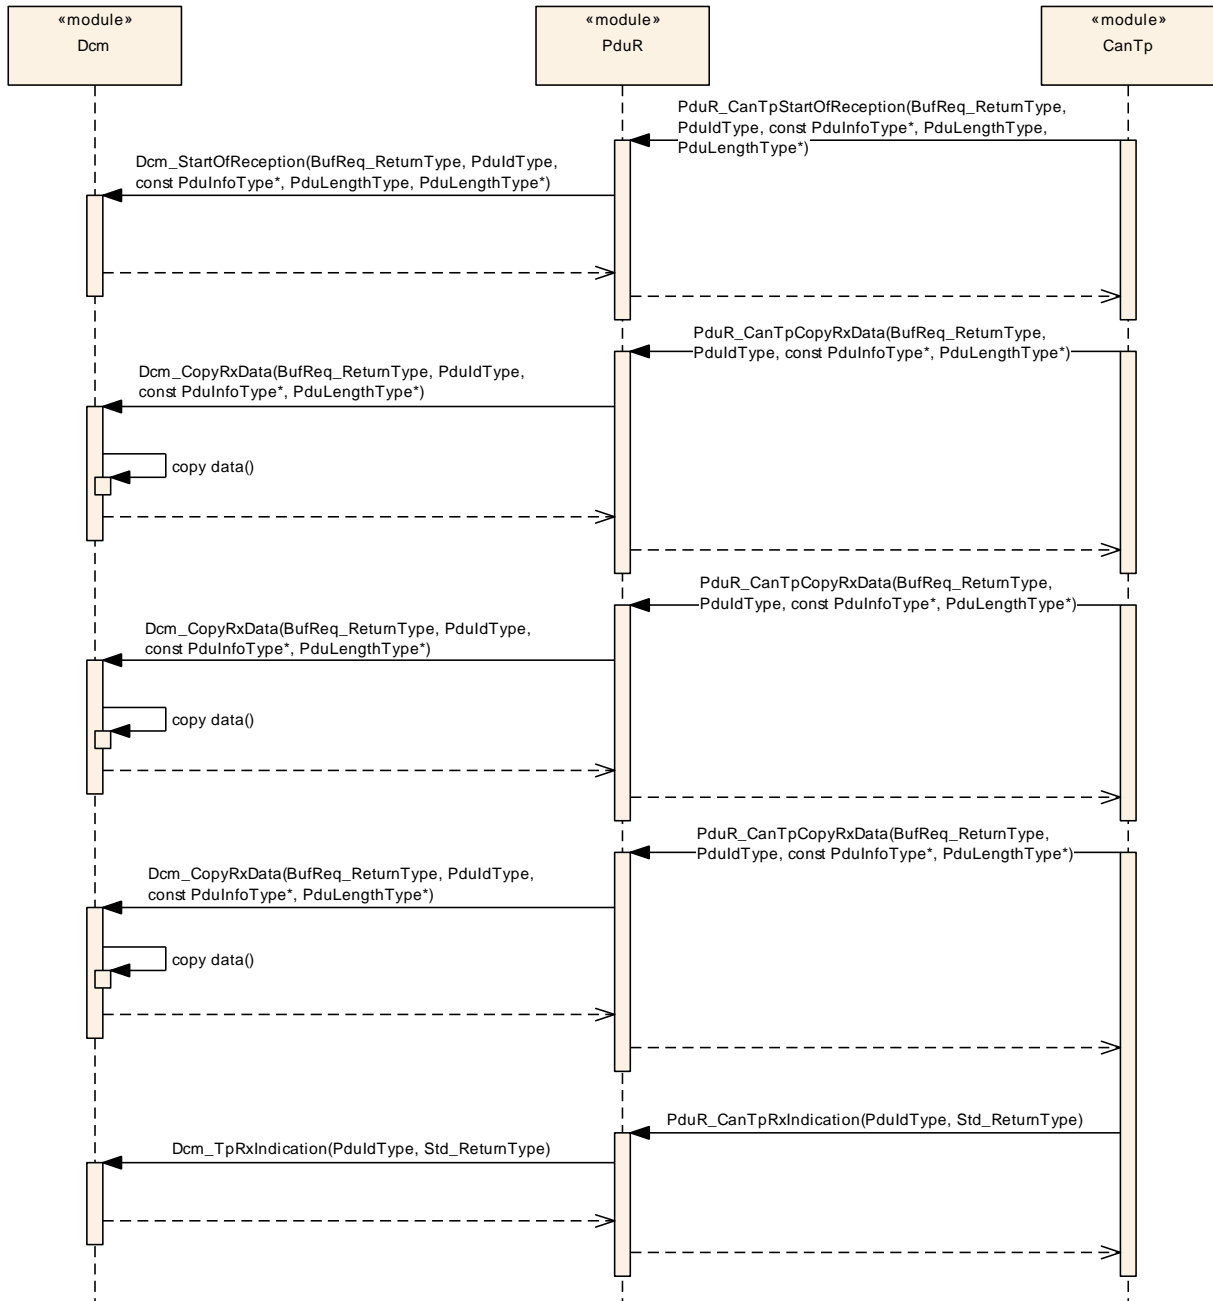 «module»
Dcm
«module»
PduR
«module»
CanTp
PduR_CanTpStartOfReception(BufReq_ReturnType,
PduIdType, const PduInfoType*, PduLengthType,
PduLengthType*)
Dcm_StartOfReception(BufReq_ReturnType, PduIdType,
const PduInfoType*, PduLengthType, PduLengthType*)
PduR_CanTpCopyRxData(BufReq_ReturnType,
PduIdType, const PduInfoType*, PduLengthType*)
Dcm_CopyRxData(BufReq_ReturnType, PduIdType,
const PduInfoType*, PduLengthType*)
copy data()
PduR_CanTpCopyRxData(BufReq_ReturnType,
PduIdType, const PduInfoType*, PduLengthType*)
Dcm_CopyRxData(BufReq_ReturnType, PduIdType,
const PduInfoType*, PduLengthType*)
copy data()
PduR_CanTpCopyRxData(BufReq_ReturnType,
PduIdType, const PduInfoType*, PduLengthType*)
Dcm_CopyRxData(BufReq_ReturnType, PduIdType,
const PduInfoType*, PduLengthType*)
copy data()
PduR_CanTpRxIndication(PduIdType, Std_ReturnType)
Dcm_TpRxIndication(PduIdType, Std_ReturnType)